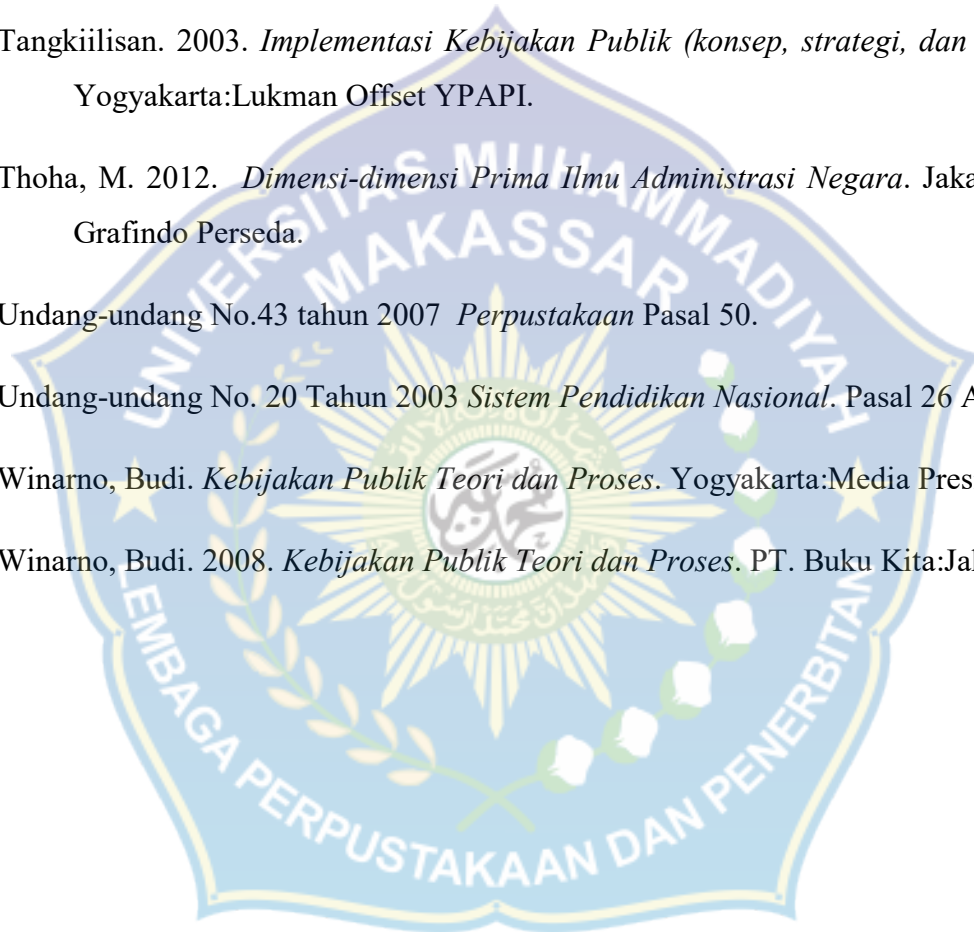 Tangkiilisan. 2003. Implementasi Kebijakan Publik (konsep, strategi, dan
Yogyakarta:Lukman Offset YPAPI.
Thoha, M. 2012. Dimensi-dimensi Prima Ilmu Administrasi Negara. Jaka
Grafindo Perseda.
Undang-undang No.43 tahun 2007 Perpustakaan Pasal 50.
Undang-undang No. 20 Tahun 2003 Sistem Pendidikan Nasional. Pasal 26 A
Winarno, Budi. Kebijakan Publik Teori dan Proses. Yogyakarta:Media Pres
Winarno, Budi. 2008. Kebijakan Publik Teori dan Proses. PT. Buku Kita:Jak
UNIVERSITAS MUHAMMADIYAH
MAKASSAR
LEMBAGA PERPUSTAKAAN DAN PENERBITAN